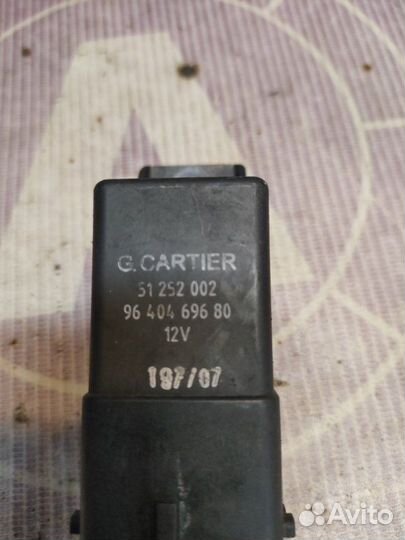 G. CARTIER
51 252 002
96 404 696 80
12V
197/07
Avito